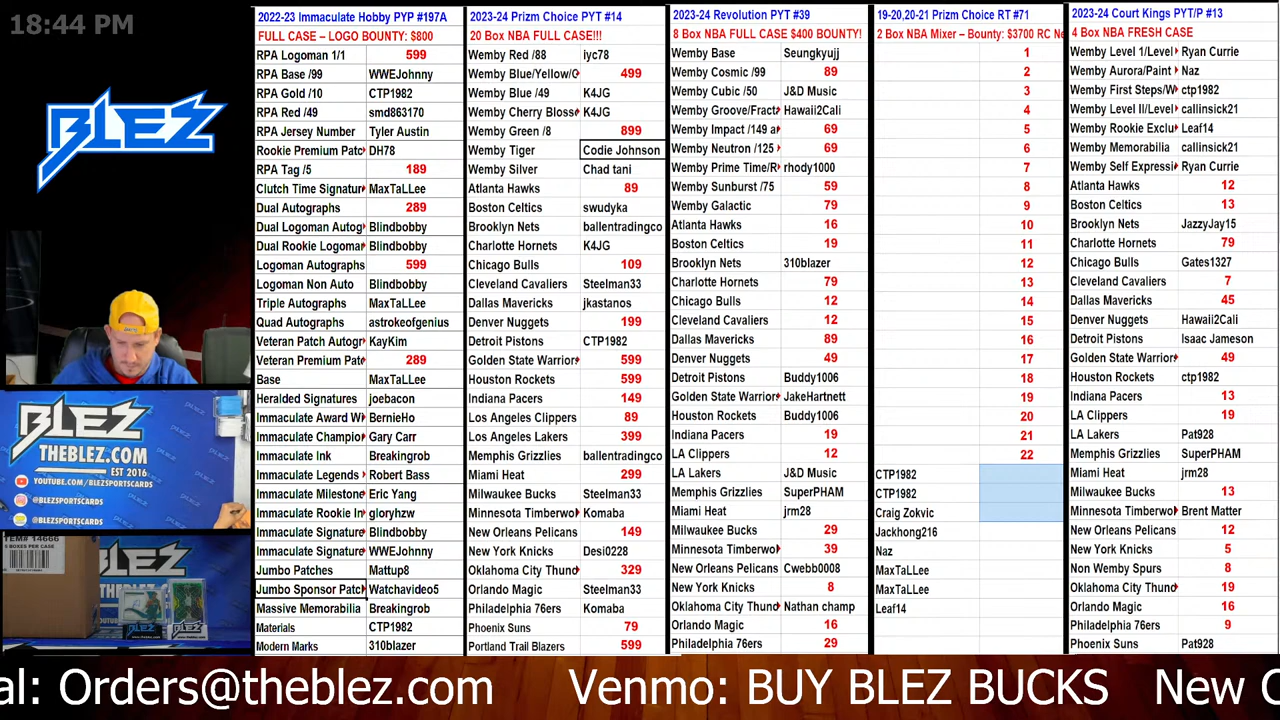 18:44 PM
BLEZ
BLEZ
THEBLEZ.COM
EST 2016
YOUTUBE.COM/BLEZSPORTSCARDS
@BLEZSPORTSCARDS
@BLEZSPORTSCARDS
ITEM# 14666
BOXES PER CASE
2022-23 Immaculate Hobby PYP #197A
FULL CASE – LOGO BOUNTY: $800
RPA Logoman 1/1 599
RPA Base /99 WWEJohnny
RPA Gold /10 CTP1982
RPA Red /49 smd863170
RPA Jersey Number Tyler Austin
Rookie Premium Patc DH78
RPA Tag /5 189
Clutch Time Signatur MaxTaLLee
Dual Autographs 289
Dual Logoman Autog Blindbobby
Dual Rookie Logomar Blindbobby
Logoman Autographs 599
Logoman Non Auto Blindbobby
Triple Autographs MaxTaLLee
Quad Autographs astrokeofgenius
Veteran Patch Autogr KayKim
Veteran Premium Pat 289
Base MaxTaLLee
Heralded Signatures joebacon
Immaculate Award W BernieHo
Immaculate Champio Gary Carr
Immaculate Ink Breakingrob
Immaculate Legends Robert Bass
Immaculate Milestone Eric Yang
Immaculate Rookie In gloryhzw
Immaculate Signature Blindbobby
Immaculate Signature WWEJohnny
Jumbo Patches Mattup8
Jumbo Sponsor Patc Watchavideo5
Massive Memorabilia Breakingrob
Materials CTP1982
Modern Marks 310blazer
2023-24 Prizm Choice PYT #14
20 Box NBA FULL CASE!!!
Wemby Red /88 iyc78
Wemby Blue/Yellow/G 499
Wemby Blue /49 K4JG
Wemby Cherry Blosso K4JG
Wemby Green /8 899
Wemby Tiger Codie Johnson
Wemby Silver Chad tani
Atlanta Hawks 89
Boston Celtics swudyka
Brooklyn Nets ballentradingco
Charlotte Hornets K4JG
Chicago Bulls 109
Cleveland Cavaliers Steelman33
Dallas Mavericks jkastanos
Denver Nuggets 199
Detroit Pistons CTP1982
Golden State Warrior 599
Houston Rockets 599
Indiana Pacers 149
Los Angeles Clippers 89
Los Angeles Lakers 399
Memphis Grizzlies ballentradingco
Miami Heat 299
Milwaukee Bucks Steelman33
Minnesota Timberwo Komaba
New Orleans Pelicans 149
New York Knicks Desi0228
Oklahoma City Thund 329
Orlando Magic Steelman33
Philadelphia 76ers Komaba
Phoenix Suns 79
Portland Trail Blazers 599
2023-24 Revolution PYT #39
8 Box NBA FULL CASE $400 BOUNTY!
Wemby Base Seungkyujj
Wemby Cosmic /99 89
Wemby Cubic /50 J&D Music
Wemby Groove/Fract Hawaii2Cali
Wemby Impact /149 a 69
Wemby Neutron /125 69
Wemby Prime Time/R rhody1000
Wemby Sunburst /75 59
Wemby Galactic 79
Atlanta Hawks 16
Boston Celtics 19
Brooklyn Nets 310blazer
Charlotte Hornets 79
Chicago Bulls 12
Cleveland Cavaliers 12
Dallas Mavericks 89
Denver Nuggets 49
Detroit Pistons Buddy1006
Golden State Warrior JakeHartnett
Houston Rockets Buddy1006
Indiana Pacers 19
LA Clippers 12
LA Lakers J&D Music
Memphis Grizzlies SuperPHAM
Miami Heat jrm28
Milwaukee Bucks 29
Minnesota Timberwo 39
New Orleans Pelicans Cwebb0008
New York Knicks 8
Oklahoma City Thund Nathan champ
Orlando Magic 16
Philadelphia 76ers 29
19-20,20-21 Prizm Choice RT #71
2 Box NBA Mixer – Bounty: $3700 RC Ne
1
2
3
4
5
6
7
8
9
10
11
12
13
14
15
16
17
18
19
20
21
22
CTP1982
CTP1982
Craig Zokvic
Jackhong216
Naz
MaxTaLLee
MaxTaLLee
Leaf14
2023-24 Court Kings PYT/P #13
4 Box NBA FRESH CASE
Wemby Level 1/Level Ryan Currie
Wemby Aurora/Paint Naz
Wemby First Steps/W ctp1982
Wemby Level II/Level callinsick21
Wemby Rookie Exclu Leaf14
Wemby Memorabilia callinsick21
Wemby Self Expressi Ryan Currie
Atlanta Hawks 12
Boston Celtics 13
Brooklyn Nets JazzyJay15
Charlotte Hornets 79
Chicago Bulls Gates1327
Cleveland Cavaliers 7
Dallas Mavericks 45
Denver Nuggets Hawaii2Cali
Detroit Pistons Isaac Jameson
Golden State Warrior 49
Houston Rockets ctp1982
Indiana Pacers 13
LA Clippers 19
LA Lakers Pat928
Memphis Grizzlies SuperPHAM
Miami Heat jrm28
Milwaukee Bucks 13
Minnesota Timberwo Brent Matter
New Orleans Pelicans 12
New York Knicks 5
Non Wemby Spurs 8
Oklahoma City Thund 19
Orlando Magic 16
Philadelphia 76ers 9
Phoenix Suns Pat928
al: Orders@theblez.com Venmo: BUY BLEZ BUCKS New C